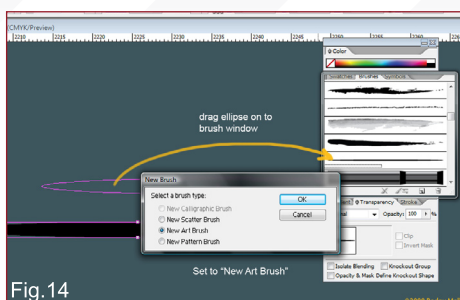 (CMYK/Preview)
2210 2215 2220 2225 2230 2235 2240 2245 2250 2255 2260
Color
Swatches Brushes Symbols
drag ellipse on to
brush window
New Brush
Select a brush type:
New Calligraphic Brush
New Scatter Brush
New Art Brush
New Pattern Brush
OK
Cancel
Transparency Stroke
Opacity: 100 %
Clip
Invert Mask
Isolate Blending Knockout Group
Opacity & Mask Define Knockout Shape
Set to "New Art Brush"
Fig.14